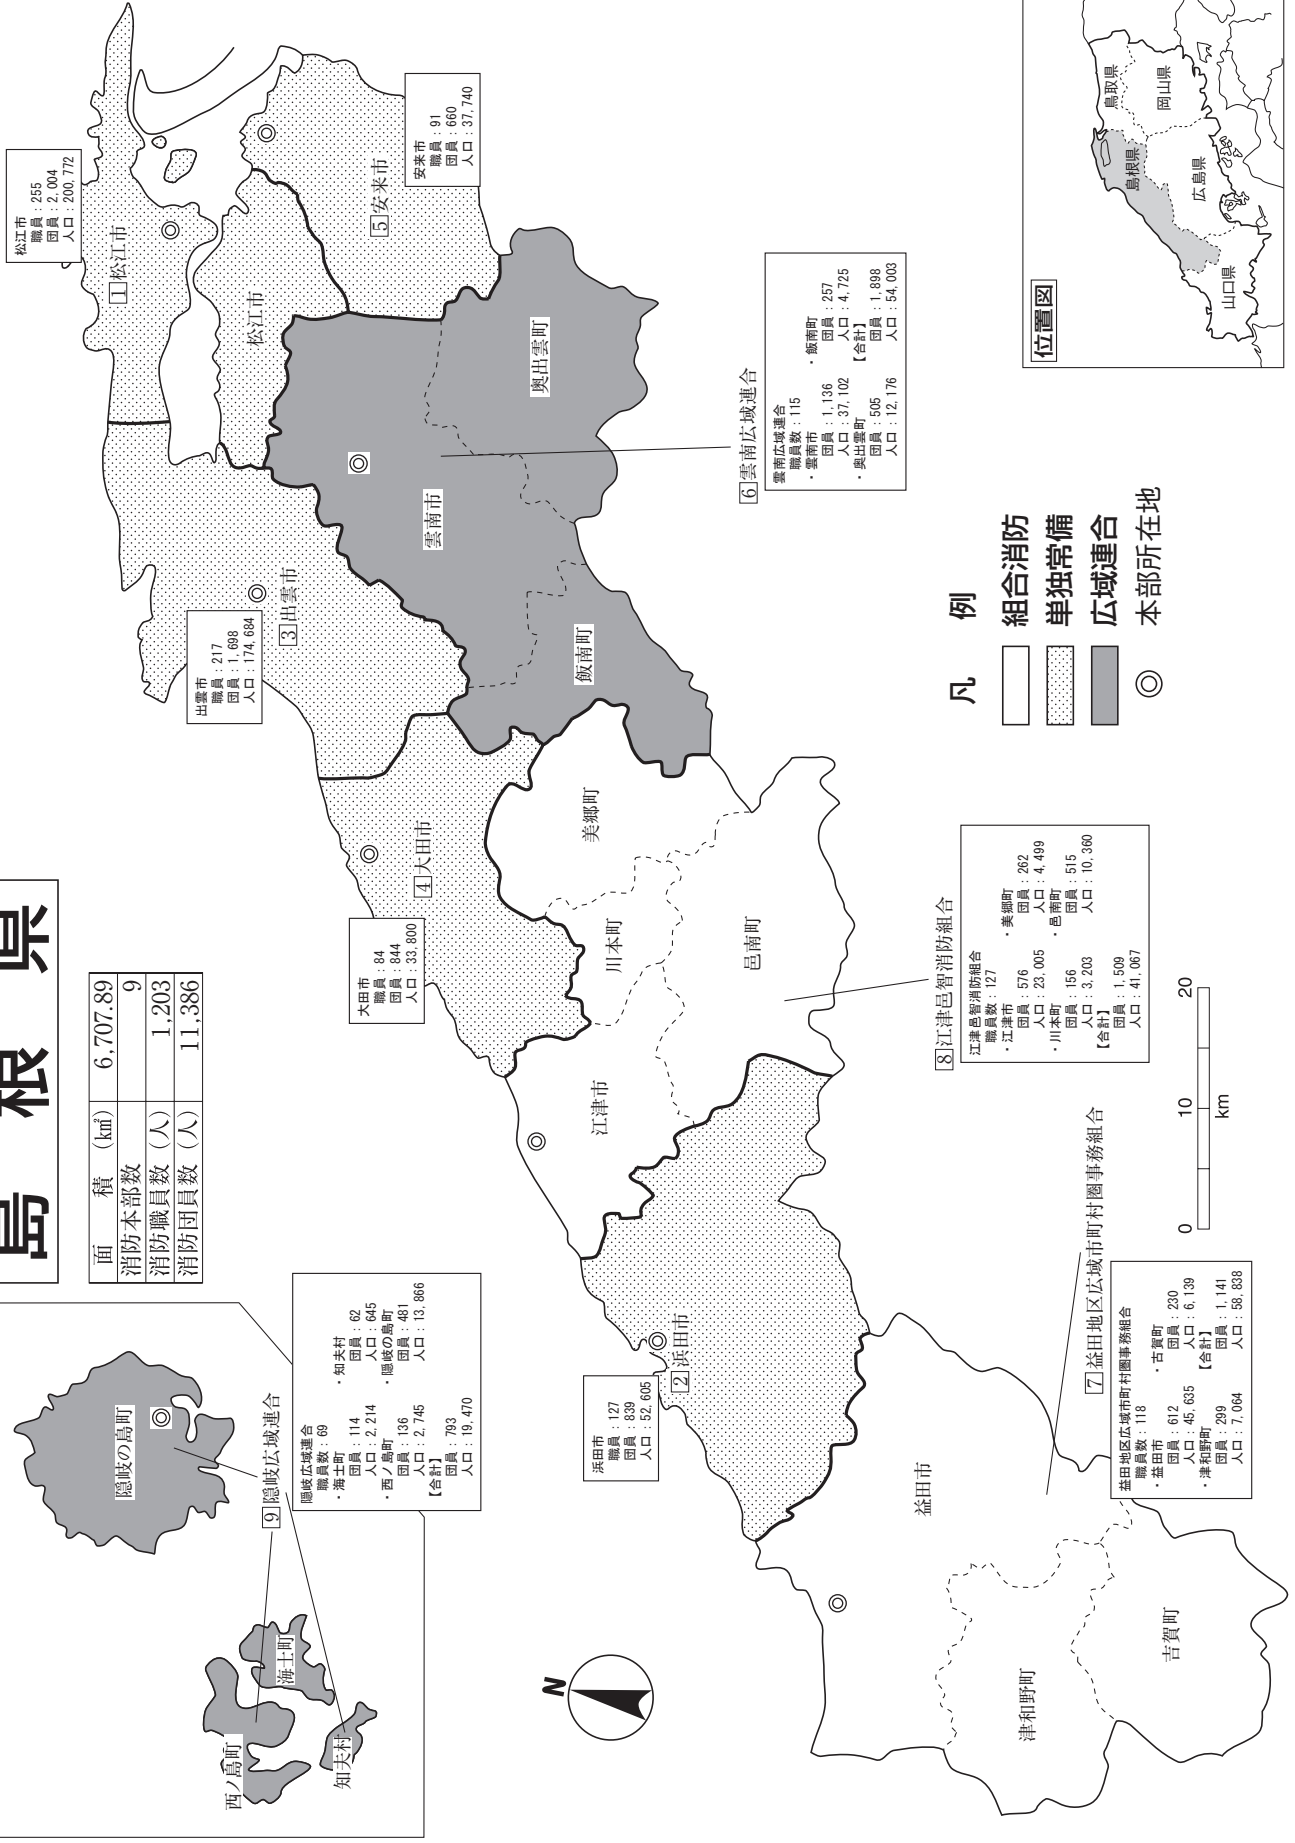 島根県
面　積（㎢） 6,707.89
消防本部数 9
消防職員数（人） 1,203
消防団員数（人） 11,386
隠岐の島町
西ノ島町
海士町
知夫村
9 隠岐広域連合
隠岐広域連合
職員数：69
・海士町
団員：114
人口：2,214
・西ノ島町
団員：136
人口：2,745
・知夫村
団員：62
人口：645
・隠岐の島町
団員：481
人口：13,866
【合計】
団員：793
人口：19,470
松江市
職員：255
団員：2,004
人口：200,772
1 松江市
松江市
出雲市
職員：217
団員：1,698
人口：174,684
3 出雲市
安来市
職員：91
団員：660
人口：37,740
5 安来市
大田市
職員：84
団員：844
人口：33,800
4 大田市
雲南市
奥出雲町
飯南町
6 雲南広域連合
雲南広域連合
職員数：115
・雲南市
団員：1,136
人口：37,102
・奥出雲町
団員：505
人口：12,176
・飯南町
団員：257
人口：4,725
【合計】
団員：1,898
人口：54,003
美郷町
川本町
邑南町
江津市
8 江津邑智消防組合
江津邑智消防組合
職員数：127
・江津市
団員：576
人口：23,005
・川本町
団員：156
人口：3,203
・美郷町
団員：262
人口：4,499
・邑南町
団員：515
人口：10,360
【合計】
団員：1,509
人口：41,067
浜田市
職員：127
団員：839
人口：52,605
2 浜田市
益田市
津和野町
吉賀町
7 益田地区広域市町村圏事務組合
益田地区広域市町村圏事務組合
職員数：118
・益田市
団員：612
人口：45,635
・津和野町
団員：299
人口：7,064
・古賀町
団員：230
人口：6,139
【合計】
団員：1,141
人口：58,838
N
凡　例
組合消防
単独常備
広域連合
本部所在地
0 10 20
km
位置図
鳥取県
島根県
岡山県
広島県
山口県